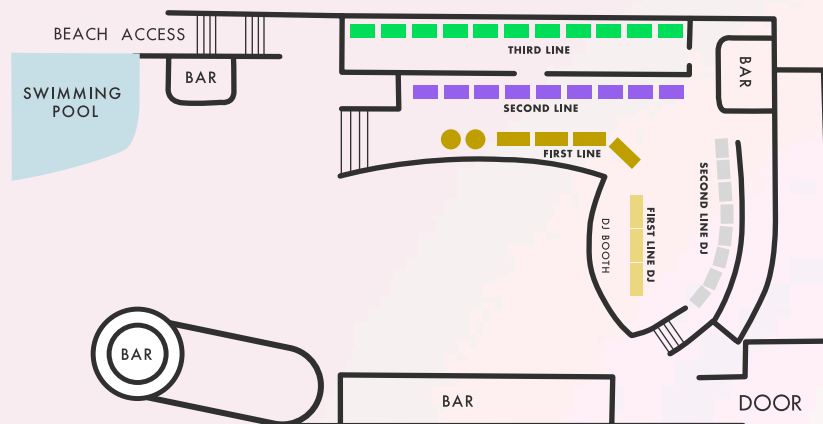 BEACH ACCESS
THIRD LINE
BAR
BAR
SWIMMING
POOL
SECOND LINE
FIRST LINE
SECOND LINE DJ
FIRST LINE DJ
DJ BOOTH
BAR
BAR
DOOR